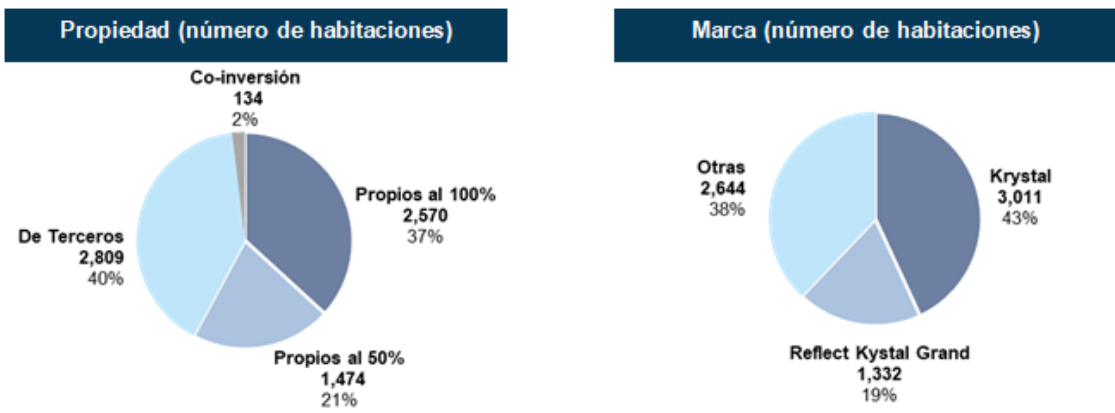 Propiedad (número de habitaciones)
Co-inversión
134
2%
Propios al 100%
2,570
37%
De Terceros
2,809
40%
Propios al 50%
1,474
21%
Marca (número de habitaciones)
Otras
2,644
38%
Krystal
3,011
43%
Reflect Kystal Grand
1,332
19%